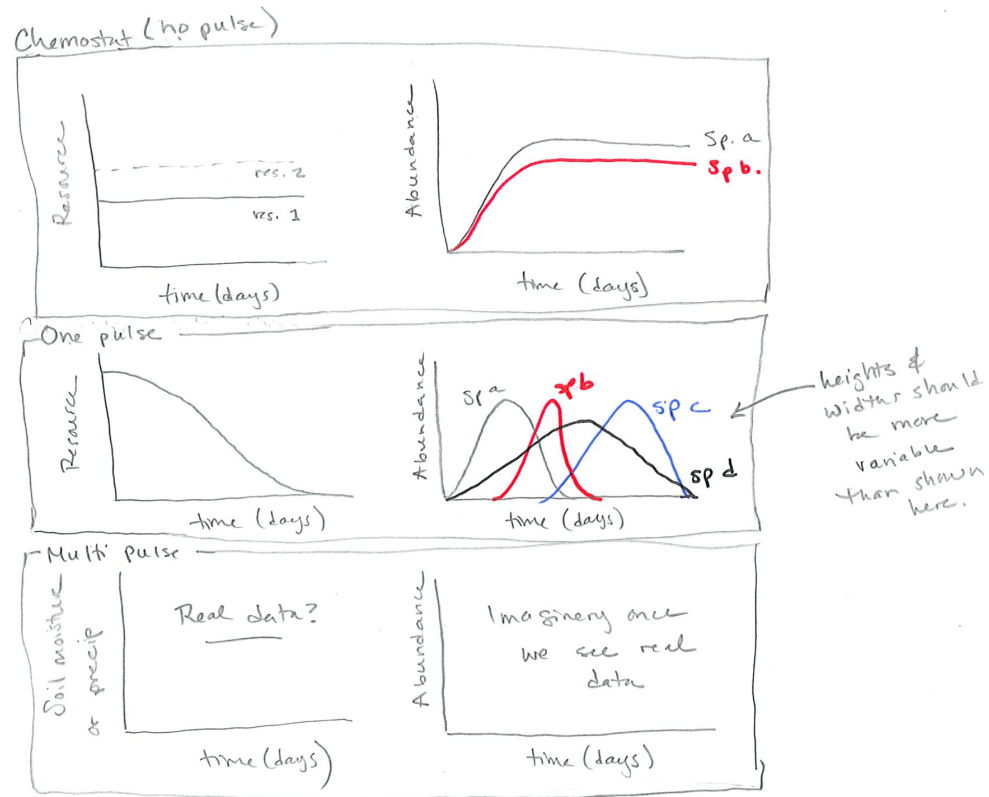 Chemostat (no pulse)
Resource
res. 2
res. 1
time (days)
Abundance
sp. a
sp b.
time (days)
One pulse
Resource
time (days)
Abundance
sp a
sp b
sp c
sp d
time (days)
heights &
widths should
be more
variable
than shown
here.
Multi pulse
Soil moisture
or precip
Real data?
time (days)
Abundance
Imaginery once
we see real
data
time (days)